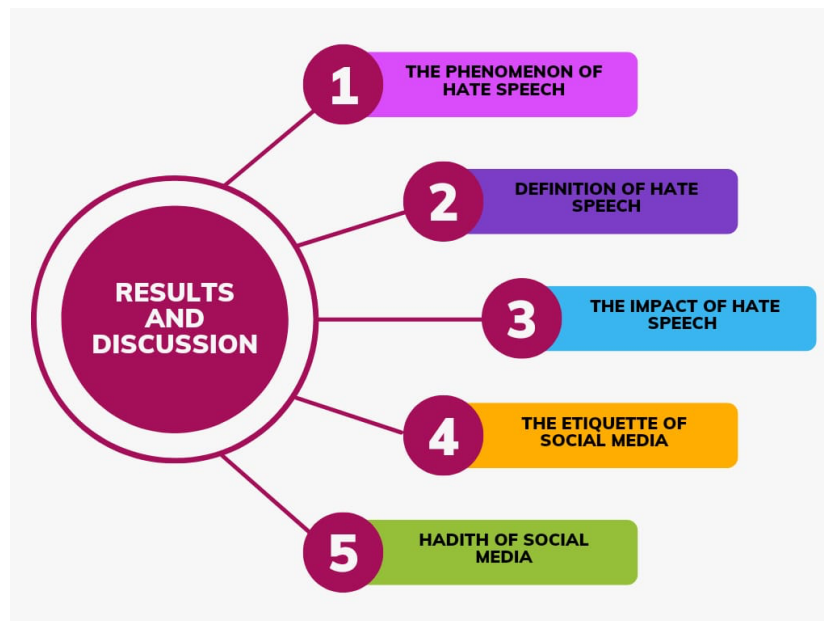 RESULTS
AND
DISCUSSION
1
THE PHENOMENON OF
HATE SPEECH
2
DEFINITION OF HATE
SPEECH
3
THE IMPACT OF HATE
SPEECH
4
THE ETIQUETTE OF
SOCIAL MEDIA
5
HADITH OF SOCIAL
MEDIA